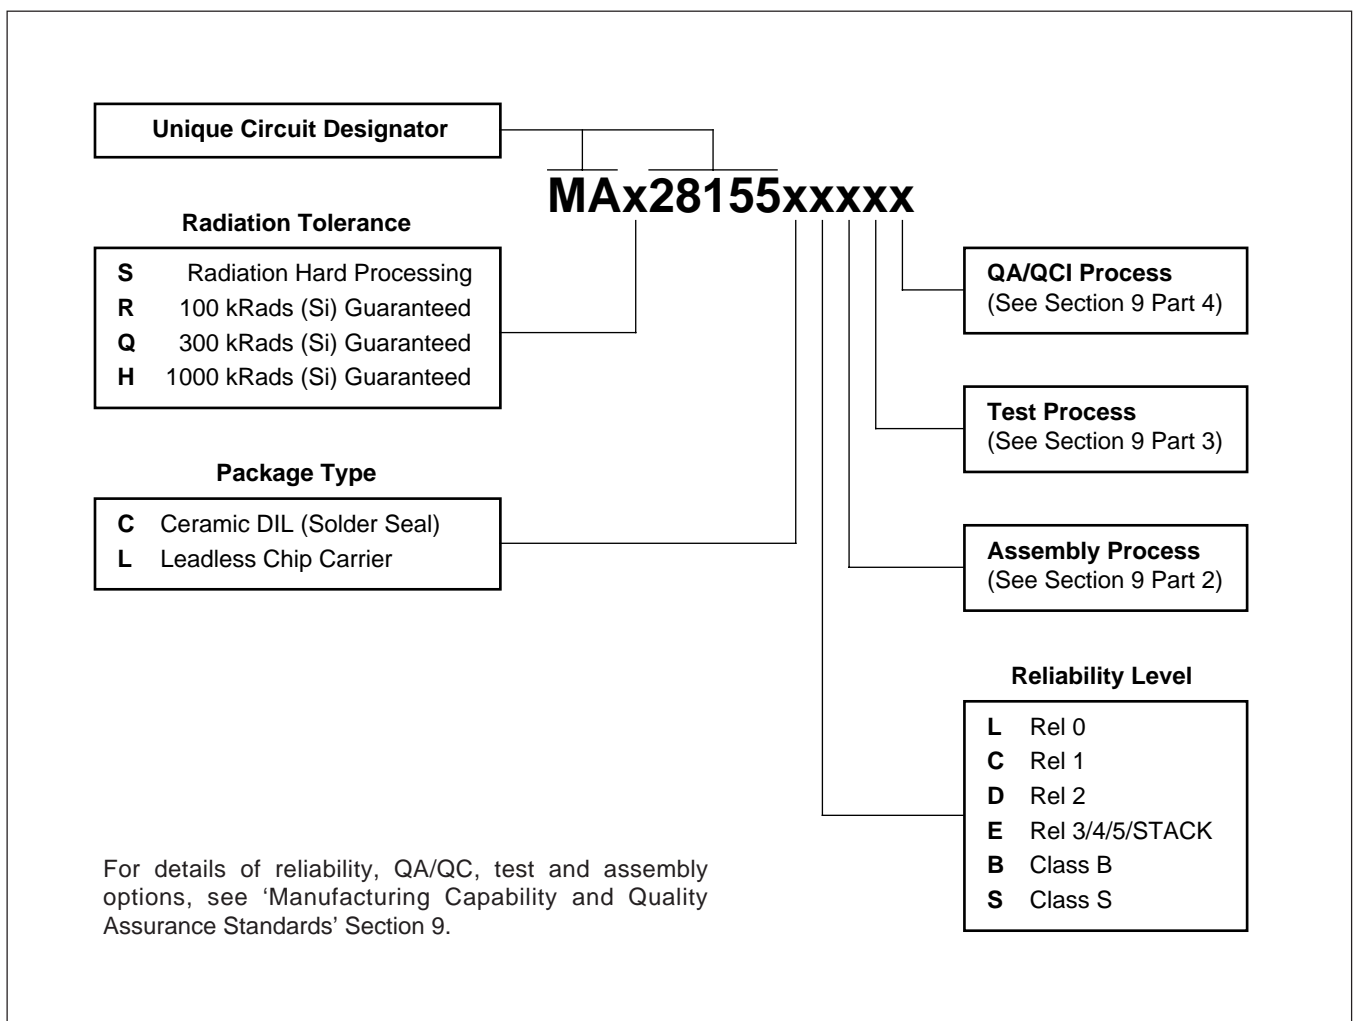 Unique Circuit Designator
MAx28155xxxxx
Radiation Tolerance
S Radiation Hard Processing
R 100 kRads (Si) Guaranteed
Q 300 kRads (Si) Guaranteed
H 1000 kRads (Si) Guaranteed
Package Type
C Ceramic DIL (Solder Seal)
L Leadless Chip Carrier
QA/QCI Process
(See Section 9 Part 4)
Test Process
(See Section 9 Part 3)
Assembly Process
(See Section 9 Part 2)
Reliability Level
L Rel 0
C Rel 1
D Rel 2
E Rel 3/4/5/STACK
B Class B
S Class S
For details of reliability, QA/QC, test and assembly
options, see ‘Manufacturing Capability and Quality
Assurance Standards’ Section 9.